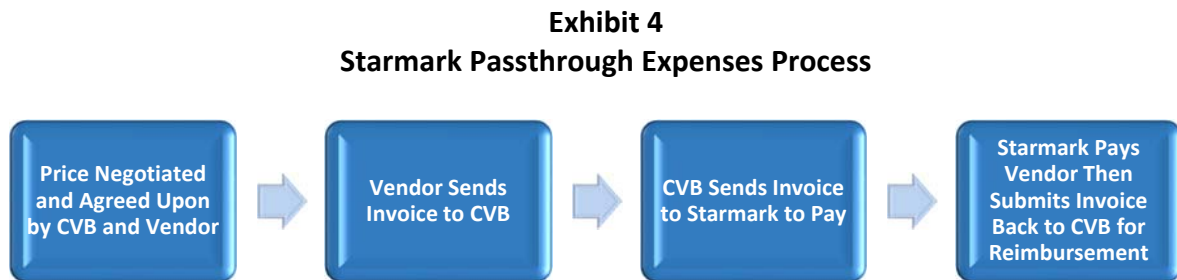 Exhibit 4
Starmark Passthrough Expenses Process
Price Negotiated
and Agreed Upon
by CVB and Vendor
Vendor Sends
Invoice to CVB
CVB Sends Invoice
to Starmark to Pay
Starmark Pays
Vendor Then
Submits Invoice
Back to CVB for
Reimbursement